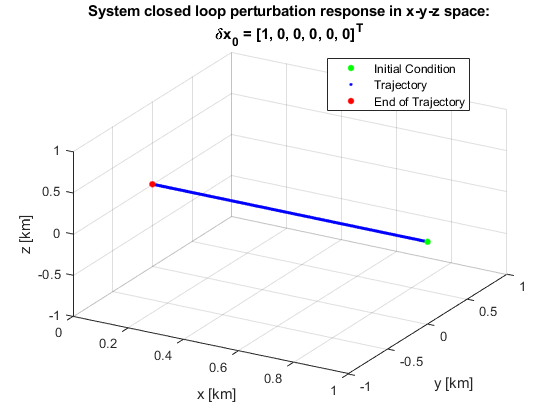 System closed loop perturbation response in x-y-z space:
δx₀ = [1, 0, 0, 0, 0, 0]ᵀ
Initial Condition
Trajectory
End of Trajectory
1
0.5
0
-0.5
-1
z [km]
0
0.2
0.4
0.6
0.8
1
x [km]
-1
-0.5
0
0.5
1
y [km]